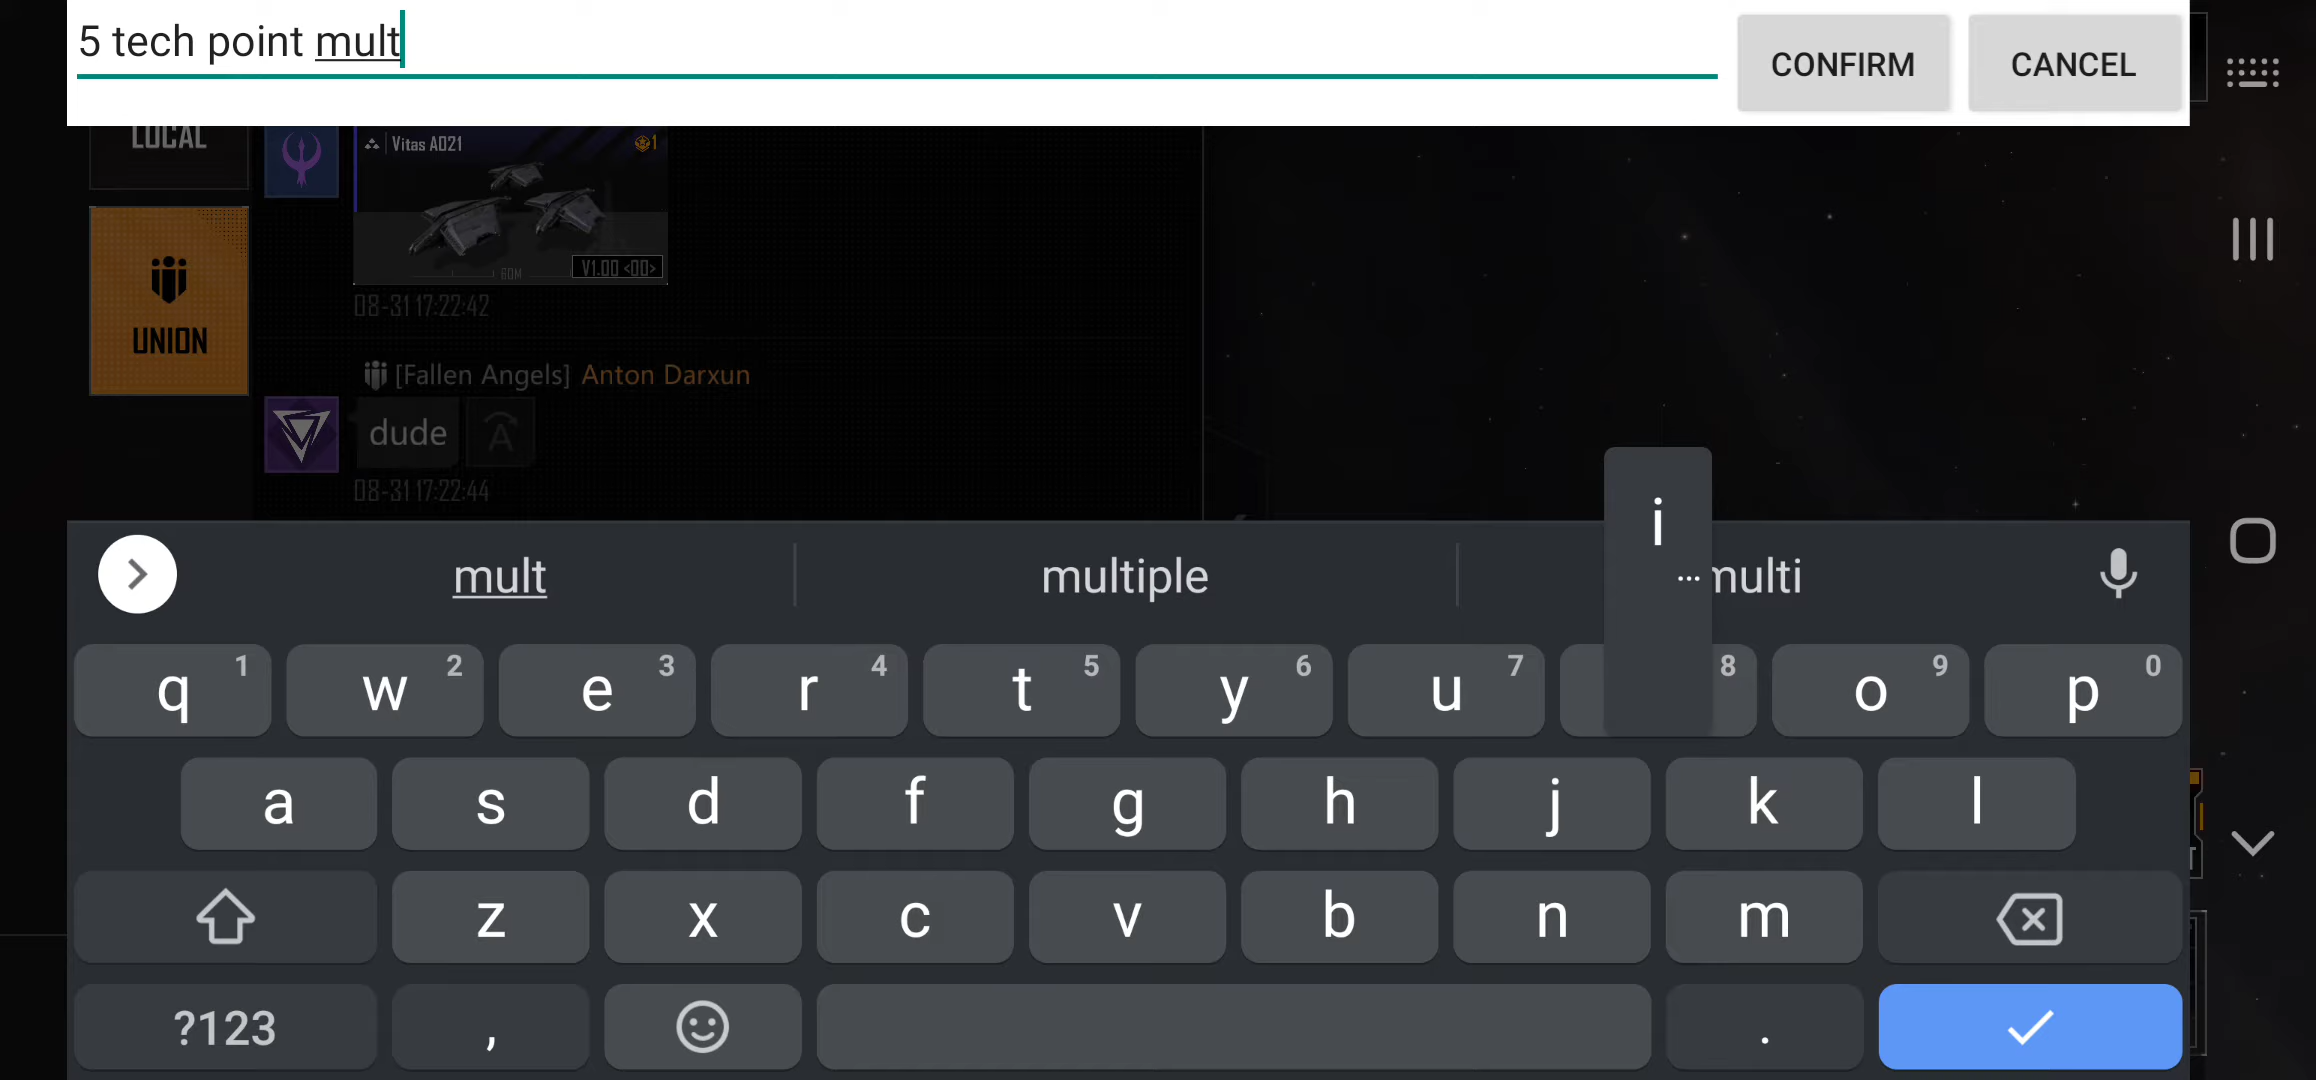 5 tech point mult
CONFIRM
CANCEL
LOCAL
Vitas A021
1
60M
V1.00 <00>
08-31 17:22:42
UNION
[Fallen Angels] Anton Darxun
dude
A
08-31 17:22:44
i
...
mult
multiple
multi
q 1 w 2 e 3 r 4 t 5 y 6 u 7 8 o 9 p 0
a s d f g h j k l
z x c v b n m
?123 , .